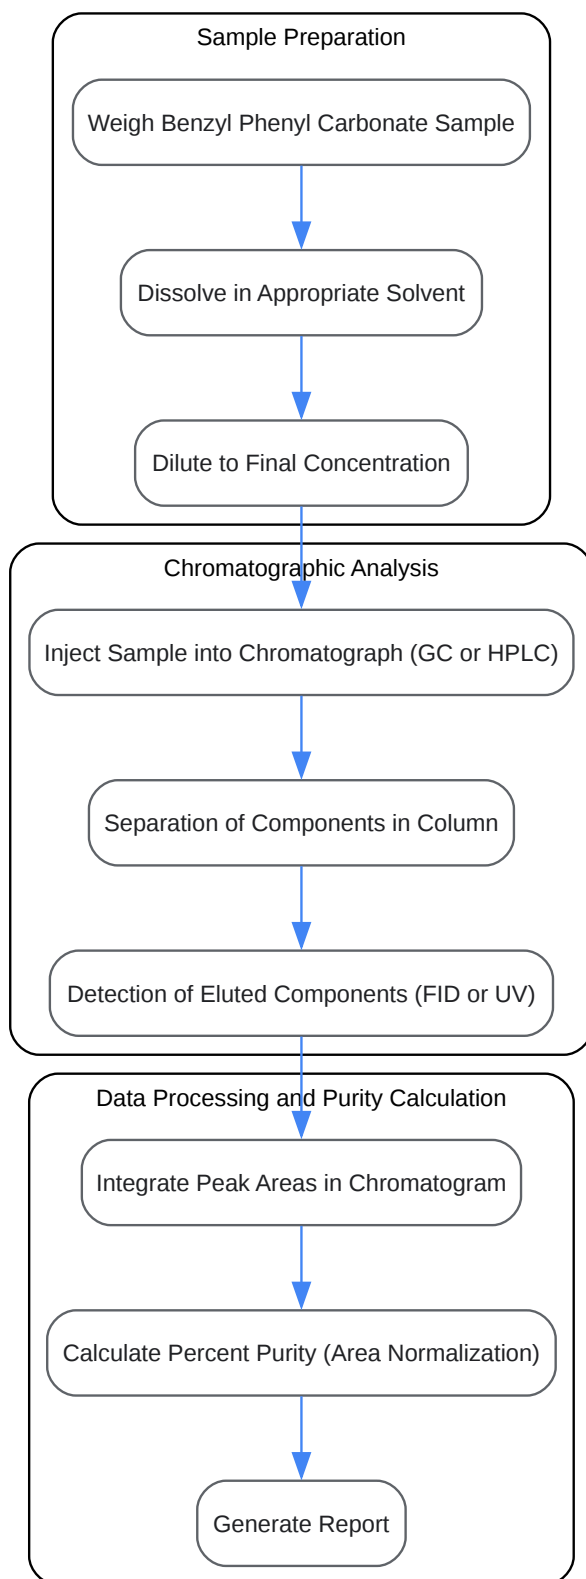 Sample Preparation
Weigh Benzyl Phenyl Carbonate Sample
Dissolve in Appropriate Solvent
Dilute to Final Concentration
Chromatographic Analysis
Inject Sample into Chromatograph (GC or HPLC)
Separation of Components in Column
Detection of Eluted Components (FID or UV)
Data Processing and Purity Calculation
Integrate Peak Areas in Chromatogram
Calculate Percent Purity (Area Normalization)
Generate Report